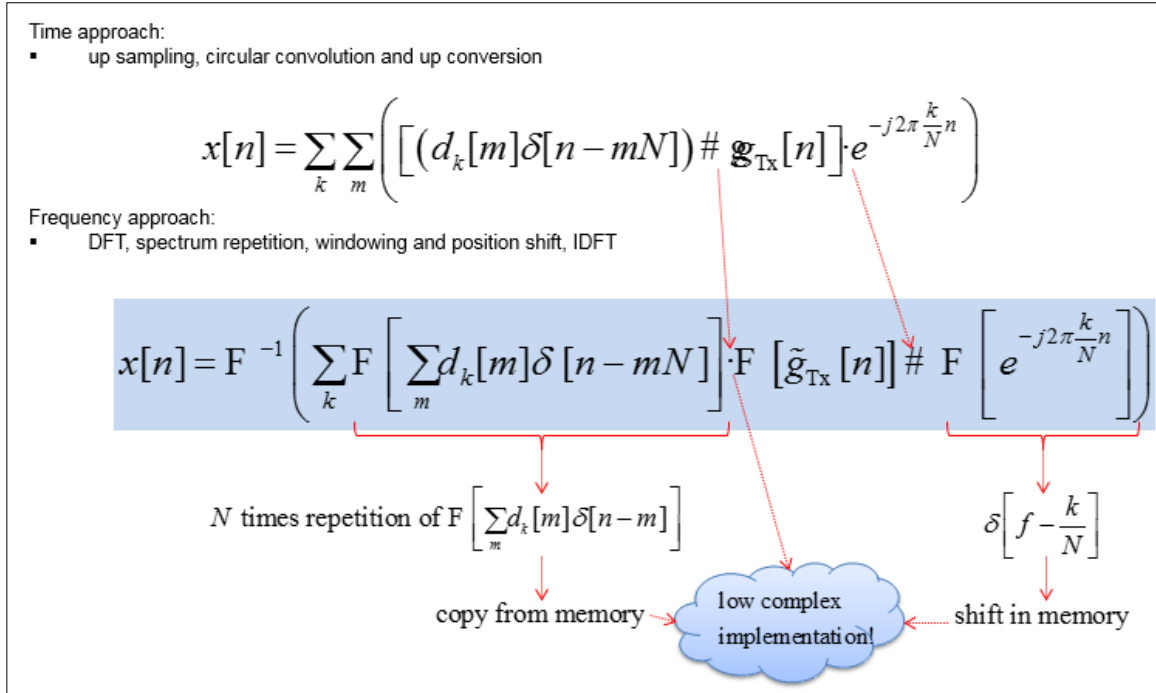 Time approach:
▪ up sampling, circular convolution and up conversion
x[n] = ∑_k ∑_m ( [ (d_k[m]δ[n−mN]) # g_Tx[n] ]·e^{−j2π (k/N) n} )
Frequency approach:
▪ DFT, spectrum repetition, windowing and position shift, IDFT
x[n] = F ^{−1} ( ∑_k F [ ∑_m d_k[m]δ [n−mN] ]·F [g̃_Tx [n]] # F [ e^{−j2π (k/N) n} ] )
N times repetition of F [ ∑_m d_k[m]δ[n−m] ]
δ[ f − k/N ]
copy from memory
low complex
implementation!
shift in memory